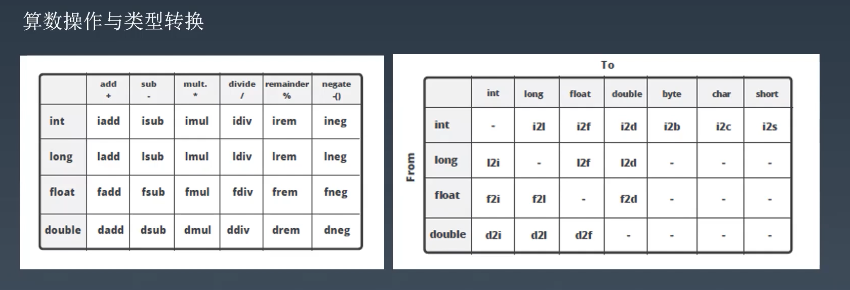 算数操作与类型转换
add sub mult. divide remainder negate
+ - * / % -()
int iadd isub imul idiv irem ineg
long ladd lsub lmul ldiv lrem lneg
float fadd fsub fmul fdiv frem fneg
double dadd dsub dmul ddiv drem dneg
To
From
int long float double byte char short
int - i2l i2f i2d i2b i2c i2s
long l2i - l2f l2d - - -
float f2i f2l - f2d - - -
double d2i d2l d2f - - - -